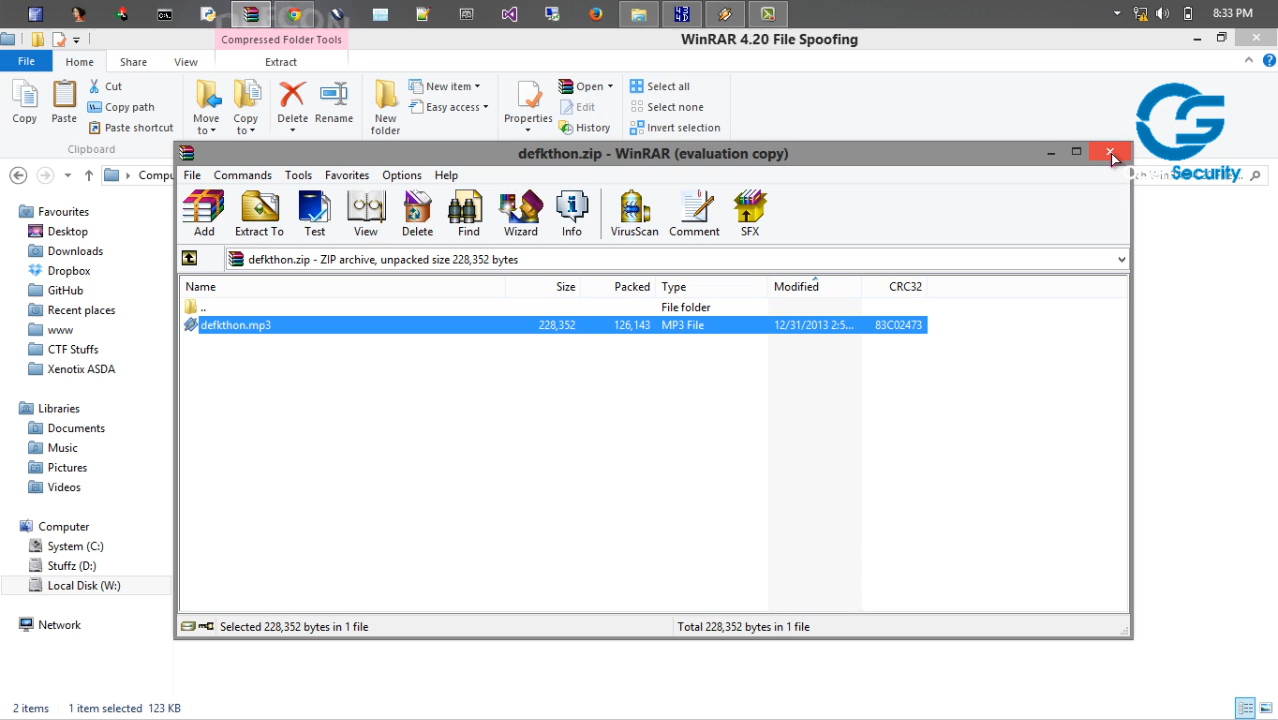 8:33 PM
Compressed Folder Tools
WinRAR 4.20 File Spoofing
File Home Share View Extract
Copy
Paste
Cut
Copy path
Paste shortcut
Clipboard
Move to
Copy to
Delete
Rename
New folder
New item
Easy access
Properties
Open
Edit
History
Select all
Select none
Invert selection
Security
Compu
defkthon.zip - WinRAR (evaluation copy)
File Commands Tools Favorites Options Help
Add Extract To Test View Delete Find Wizard Info VirusScan Comment SFX
defkthon.zip - ZIP archive, unpacked size 228,352 bytes
Name Size Packed Type Modified CRC32
.. File folder
defkthon.mp3 228,352 126,143 MP3 File 12/31/2013 2:5... 83C02473
Selected 228,352 bytes in 1 file
Total 228,352 bytes in 1 file
Favourites
Desktop
Downloads
Dropbox
GitHub
Recent places
www
CTF Stuffs
Xenotix ASDA
Libraries
Documents
Music
Pictures
Videos
Computer
System (C:)
Stuffz (D:)
Local Disk (W:)
Network
2 items 1 item selected 123 KB